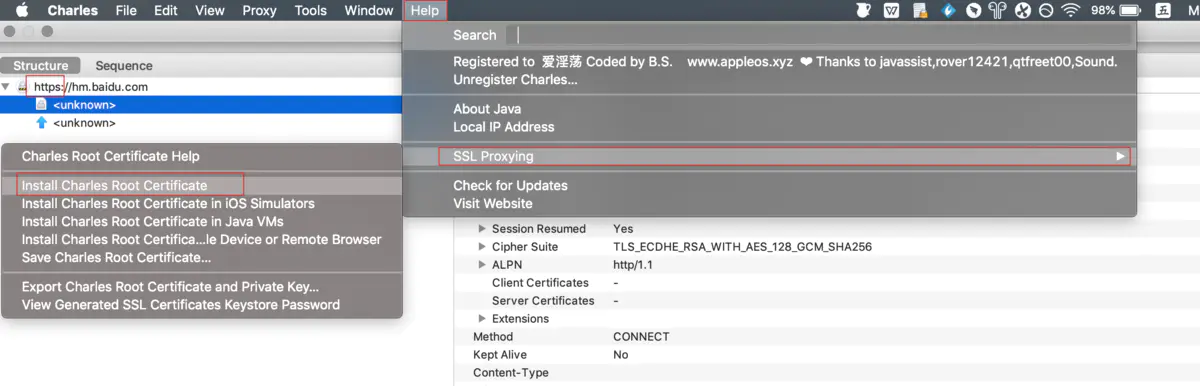 Charles File Edit View Proxy Tools Window Help 98% 五 M
Search
Registered to 爱淫荡 Coded by B.S. www.appleos.xyz ❤ Thanks to javassist,rover12421,qtfreet00,Sound.
Unregister Charles...
About Java
Local IP Address
SSL Proxying
Check for Updates
Visit Website
Structure Sequence
https://hm.baidu.com
<unknown>
<unknown>
Charles Root Certificate Help
Install Charles Root Certificate
Install Charles Root Certificate in iOS Simulators
Install Charles Root Certificate in Java VMs
Install Charles Root Certifica...le Device or Remote Browser
Save Charles Root Certificate...
Export Charles Root Certificate and Private Key...
View Generated SSL Certificates Keystore Password
Session Resumed Yes
Cipher Suite TLS_ECDHE_RSA_WITH_AES_128_GCM_SHA256
ALPN http/1.1
Client Certificates -
Server Certificates -
Extensions
Method CONNECT
Kept Alive No
Content-Type